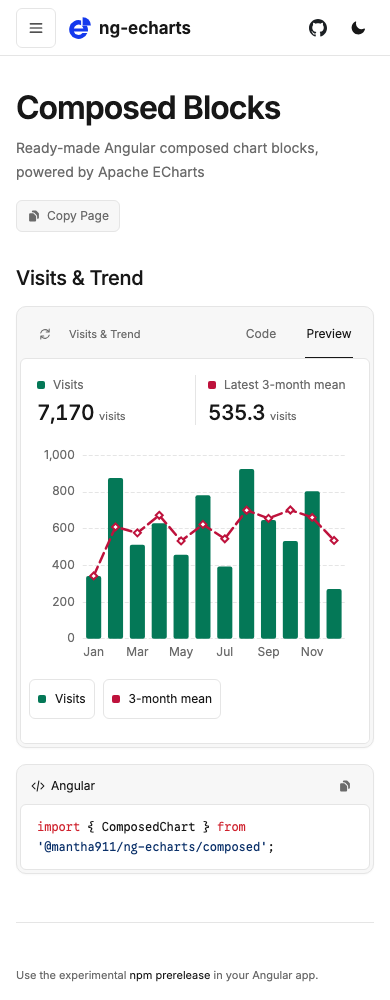 ng-echarts
Composed Blocks
Ready-made Angular composed chart blocks,
powered by Apache ECharts
Copy Page
Visits & Trend
Visits & Trend
Code
Preview
Visits
7,170 visits
Latest 3-month mean
535.3 visits
1,000
800
600
400
200
0
Jan Mar May Jul Sep Nov
Visits
3-month mean
Angular
import { ComposedChart } from
'@mantha911/ng-echarts/composed';
Use the experimental npm prerelease in your Angular app.